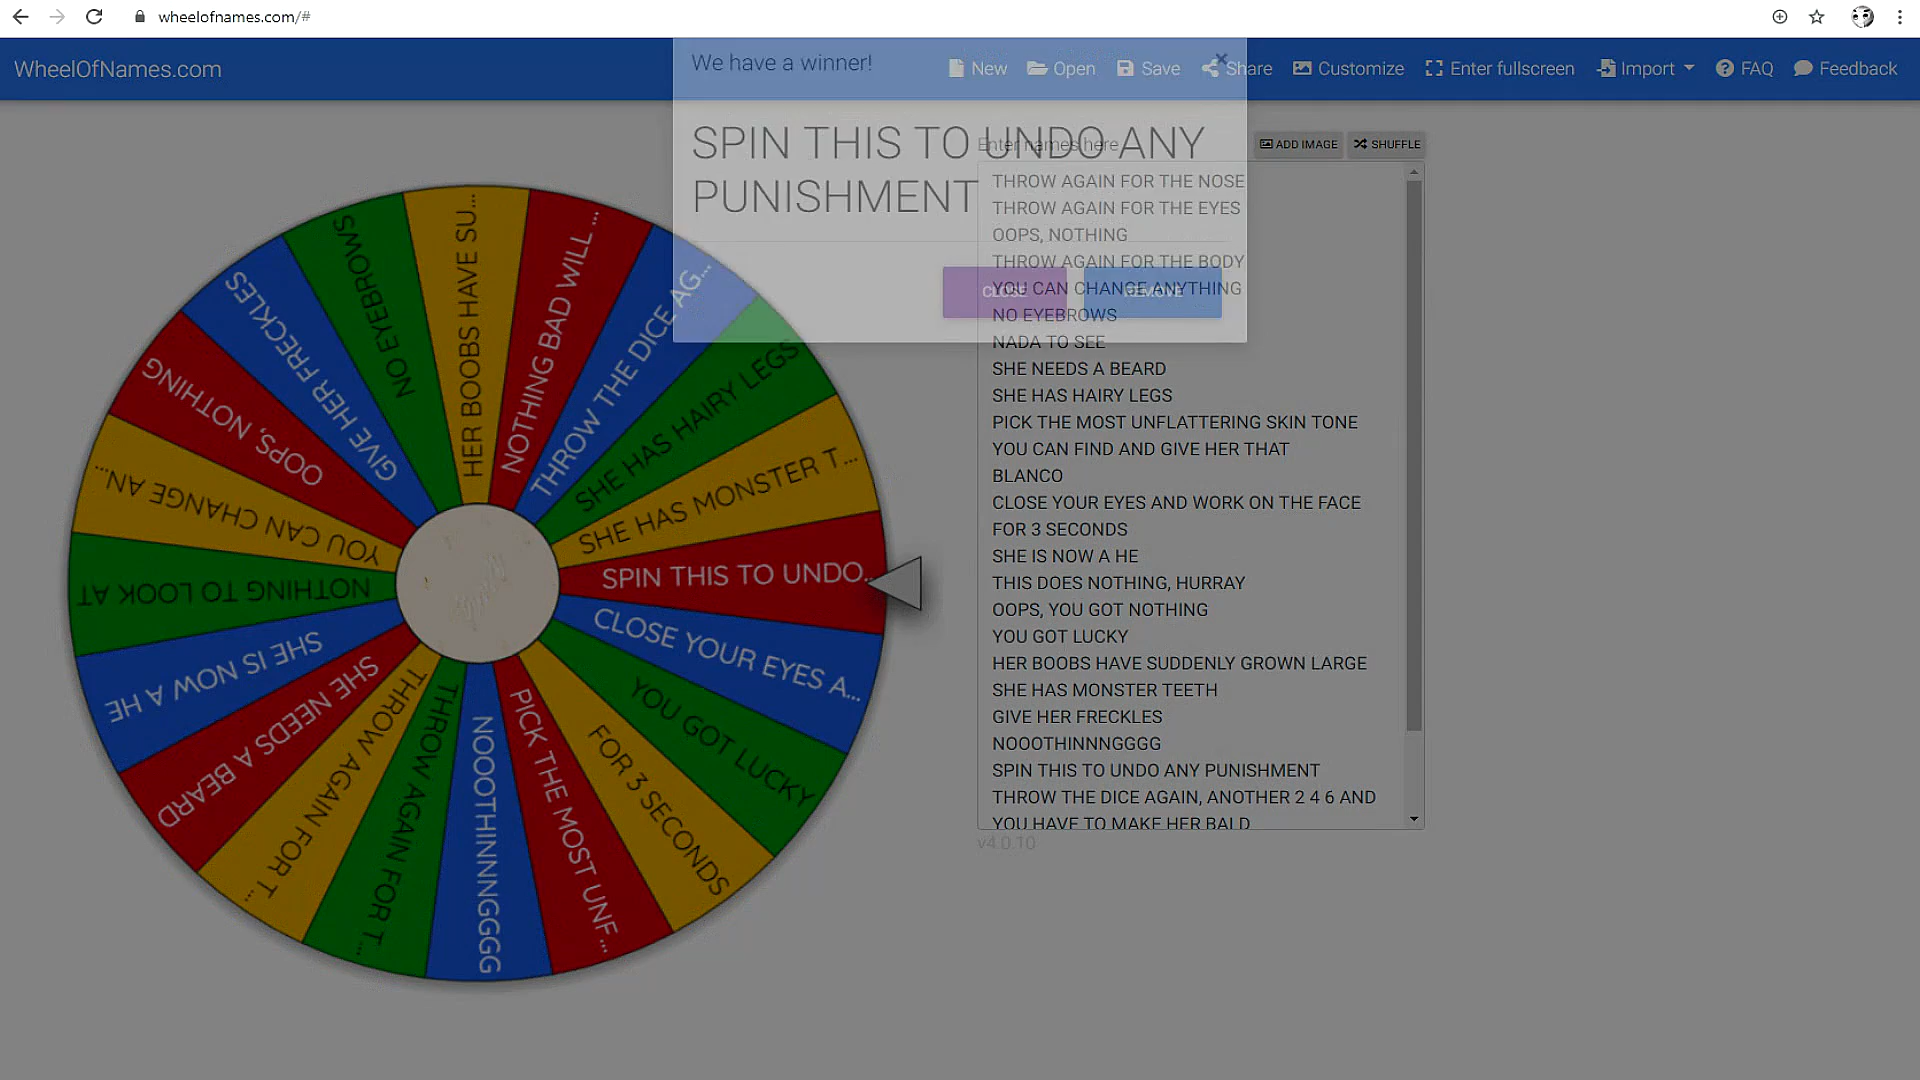 wheelofnames.com/#
WheelOfNames.com
We have a winner!
New
Open
Save
Share
Customize
Enter fullscreen
Import
FAQ
Feedback
SPIN THIS TO UNDO ANY
PUNISHMENT
CLOSE
REMOVE
Enter names here
ADD IMAGE
SHUFFLE
THROW AGAIN FOR THE NOSE
THROW AGAIN FOR THE EYES
OOPS, NOTHING
THROW AGAIN FOR THE BODY
YOU CAN CHANGE ANYTHING
NO EYEBROWS
NADA TO SEE
SHE NEEDS A BEARD
SHE HAS HAIRY LEGS
PICK THE MOST UNFLATTERING SKIN TONE
YOU CAN FIND AND GIVE HER THAT
BLANCO
CLOSE YOUR EYES AND WORK ON THE FACE
FOR 3 SECONDS
SHE IS NOW A HE
THIS DOES NOTHING, HURRAY
OOPS, YOU GOT NOTHING
YOU GOT LUCKY
HER BOOBS HAVE SUDDENLY GROWN LARGE
SHE HAS MONSTER TEETH
GIVE HER FRECKLES
NOOOTHINNNGGGG
SPIN THIS TO UNDO ANY PUNISHMENT
THROW THE DICE AGAIN, ANOTHER 2 4 6 AND
YOU HAVE TO MAKE HER BALD
v4.0.10
HER BOOBS HAVE SU...
NOTHING BAD WILL ...
THROW THE DICE AG...
SHE HAS HAIRY LEGS
SHE HAS MONSTER T...
SPIN THIS TO UNDO...
CLOSE YOUR EYES A...
YOU GOT LUCKY
FOR 3 SECONDS
PICK THE MOST UNF...
NOOOTHINNNGGGG
THROW AGAIN FOR T...
THROW AGAIN FOR T...
SHE NEEDS A BEARD
SHE IS NOW A HE
NOTHING TO LOOK AT
YOU CAN CHANGE AN...
OOPS, NOTHING
GIVE HER FRECKLES
NO EYEBROWS